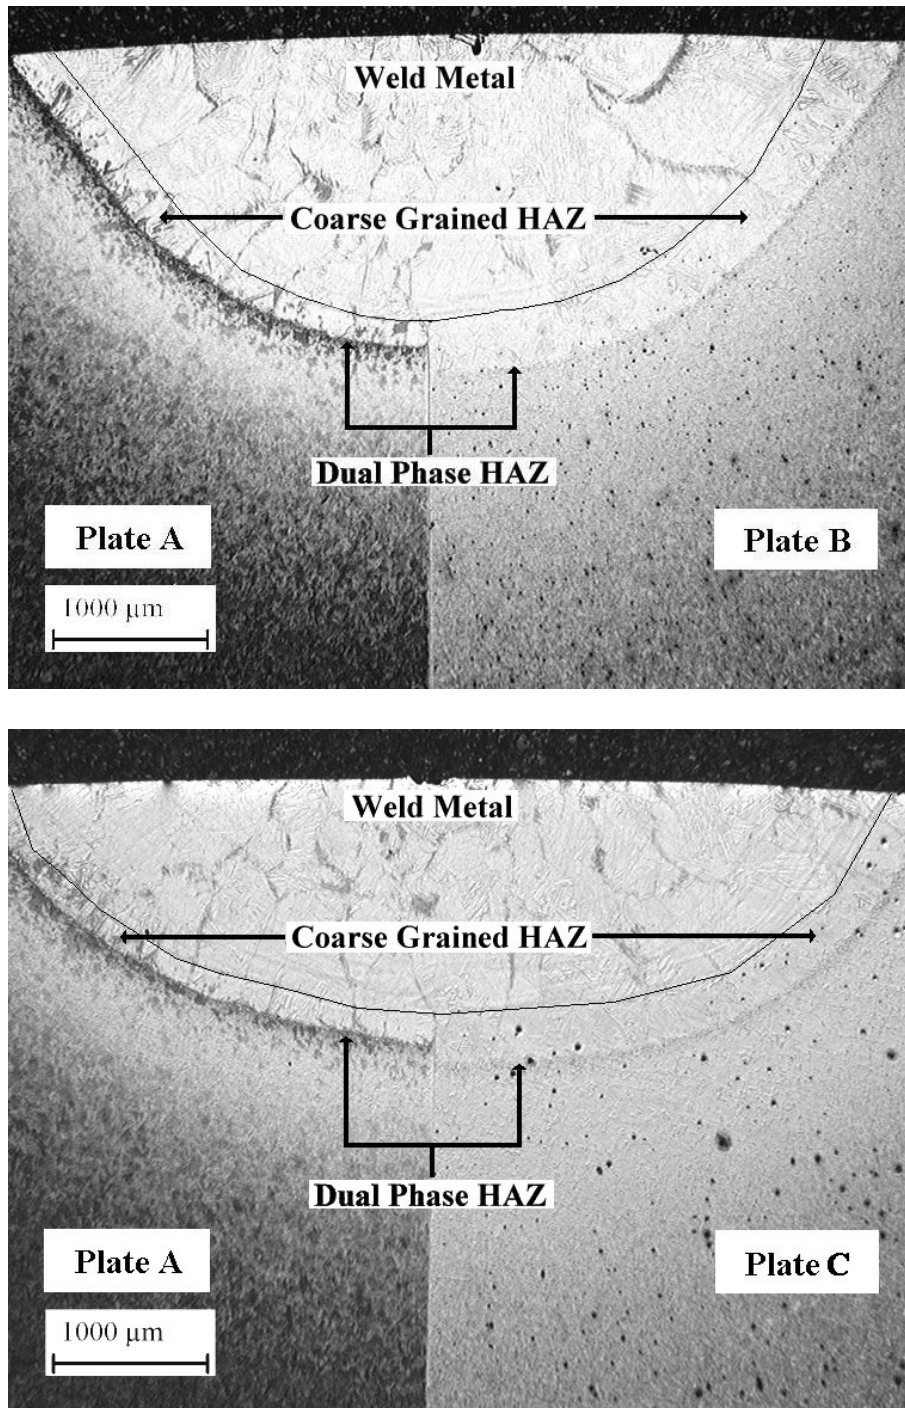 Weld Metal
Coarse Grained HAZ
Dual Phase HAZ
Plate A
Plate B
1000 μm
Weld Metal
Coarse Grained HAZ
Dual Phase HAZ
Plate A
Plate C
1000 μm